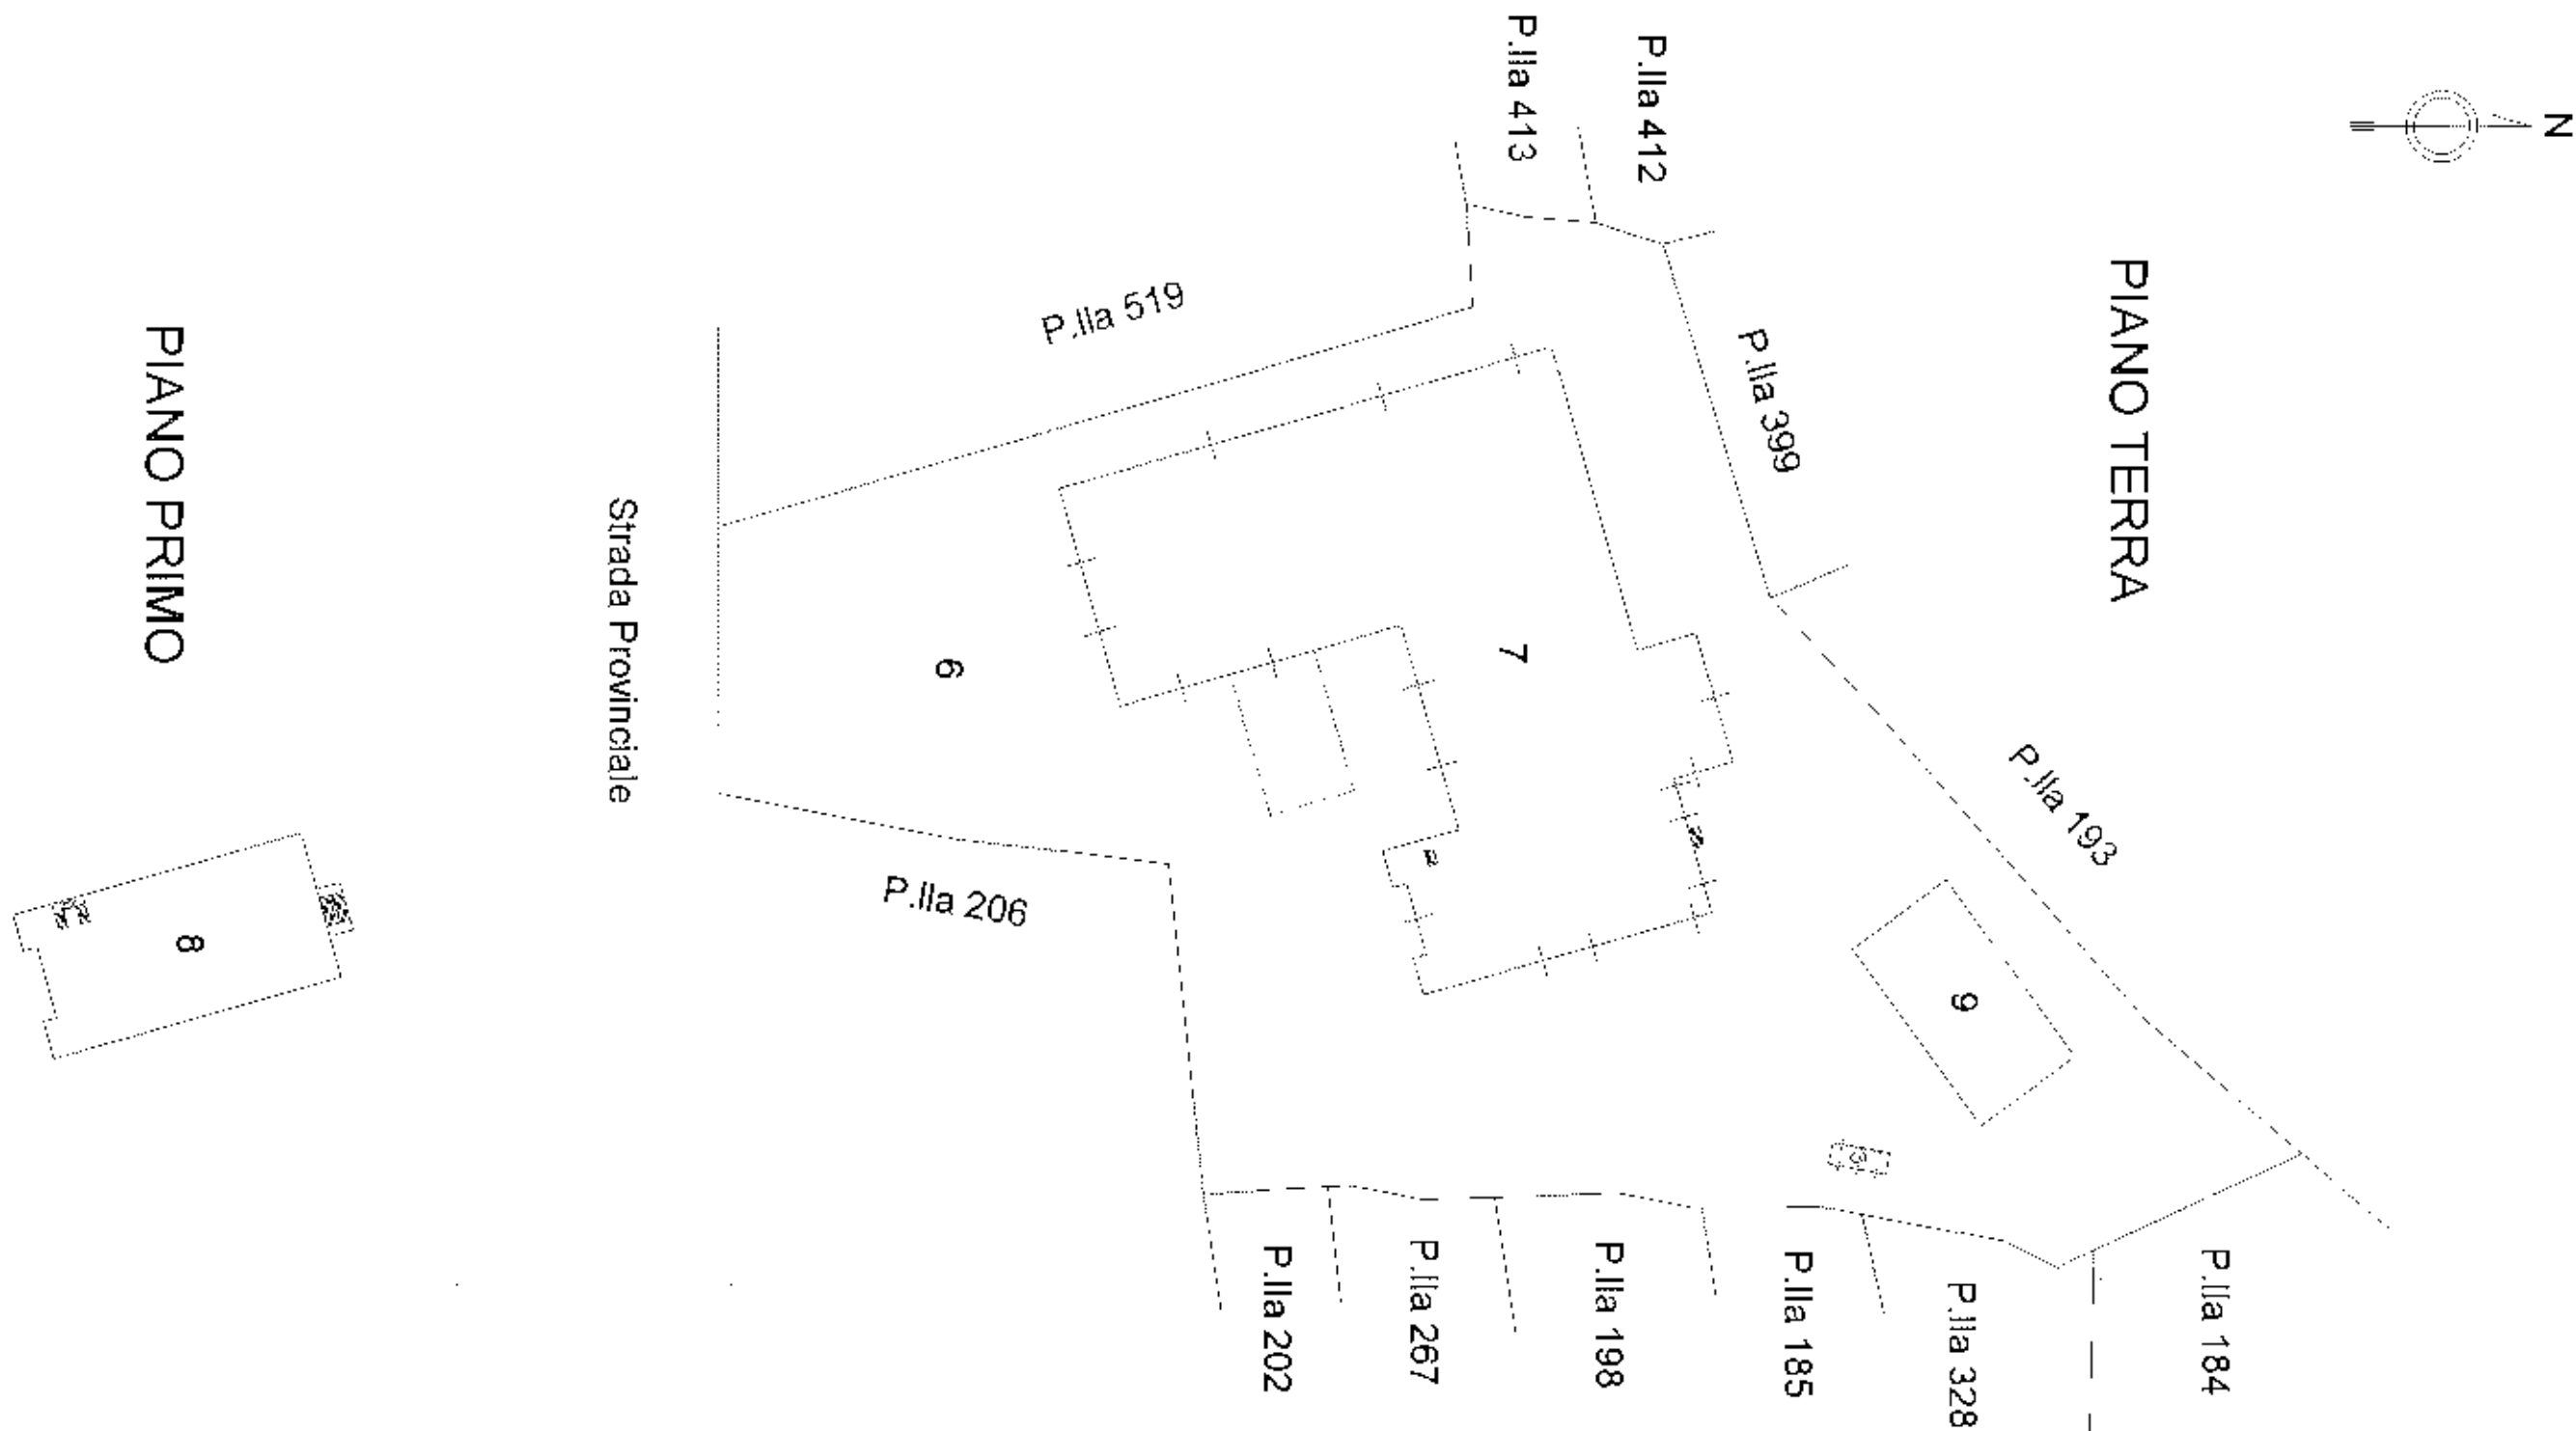 N
PIANO TERRA
P.lla 184
P.lla 193
P.lla 328
9
P.lla 185
P.lla 399
P.lla 412
P.lla 198
P.lla 413
7
P.lla 267
P.lla 202
P.lla 519
P.lla 206
6
Strada Provinciale
8
PIANO PRIMO